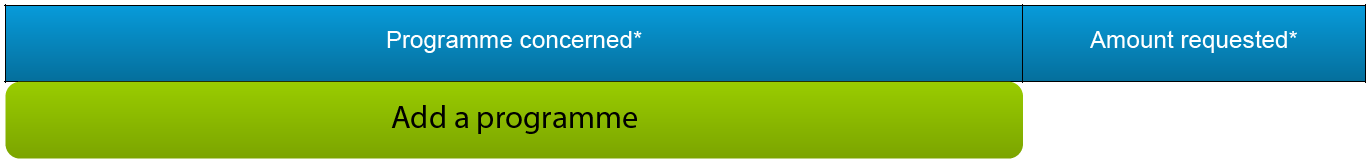 Programme concerned*
Amount requested*
Add a programme